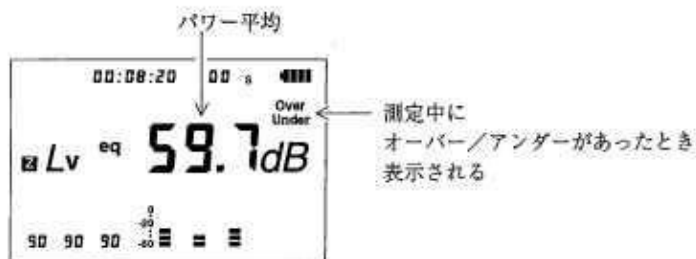 パワー平均
00:08:20 00 s
Over
Under
測定中に
オーバー/アンダーがあったとき
表示される
Z Lv eq 59.7dB
0
-30
-60
90 90 90